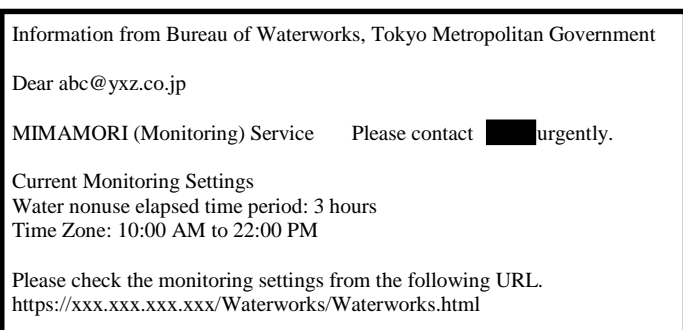 Information from Bureau of Waterworks, Tokyo Metropolitan Government
Dear abc@yxz.co.jp
MIMAMORI (Monitoring) Service Please contact urgently.
Current Monitoring Settings
Water nonuse elapsed time period: 3 hours
Time Zone: 10:00 AM to 22:00 PM
Please check the monitoring settings from the following URL.
https://xxx.xxx.xxx.xxx/Waterworks/Waterworks.html